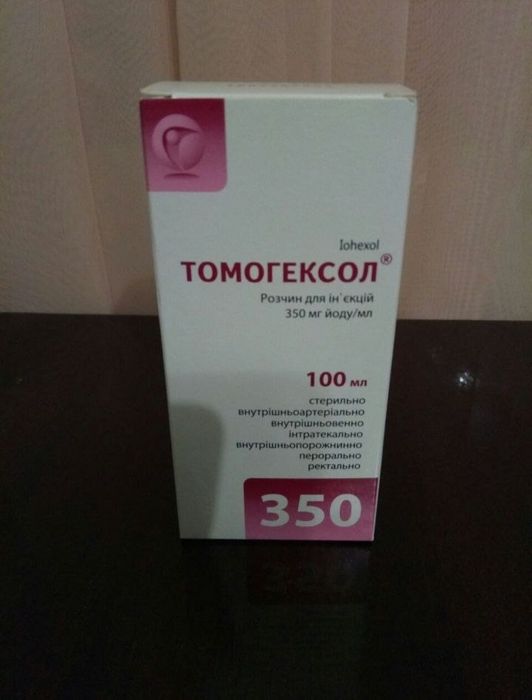 Iohexol
ТОМОГЕКСОЛ®
Розчин для ін`єкцій
350 мг йоду/мл
100 мл
стерильно
внутрішньоартеріально
внутрішньовенно
інтратекально
внутрішньопорожнинно
перорально
ректально
350